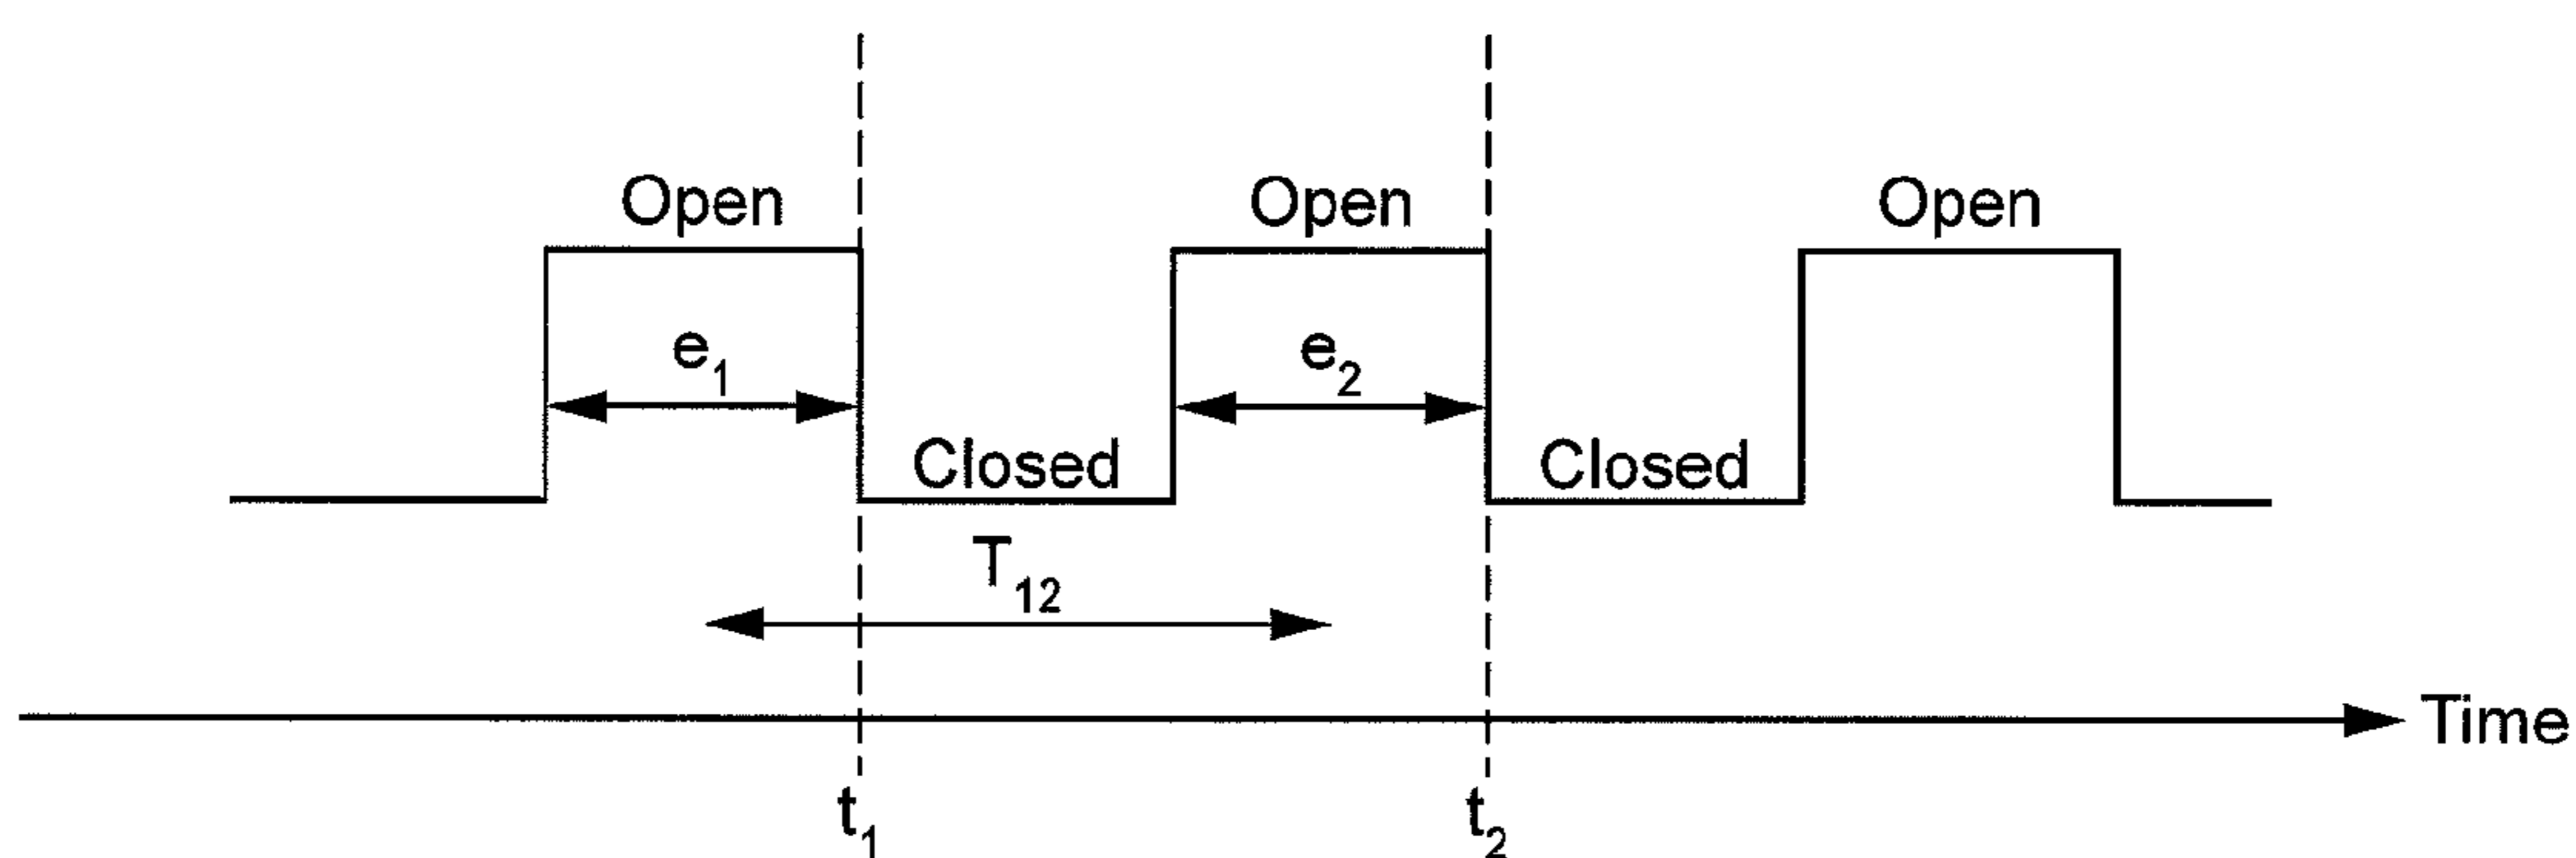 Open Open Open
e1 e2
Closed Closed
T12
Time
t1 t2